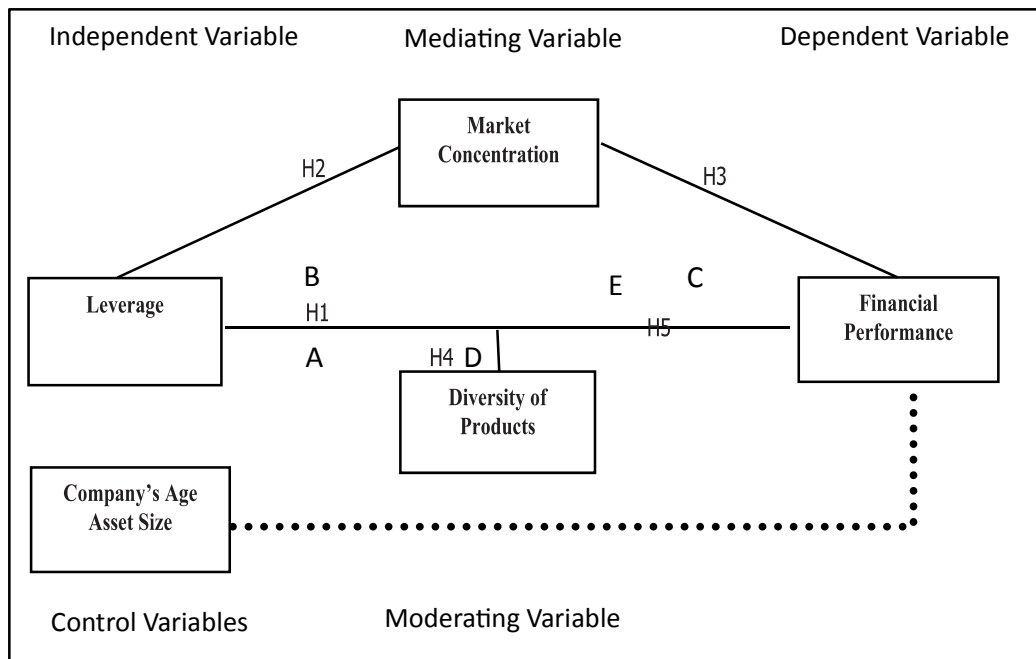 Independent Variable
Mediating Variable
Dependent Variable
Market
Concentration
H2
H3
B
E
C
Leverage
H1
H5
Financial
Performance
A
H4
D
Diversity of
Products
Company's Age
Asset Size
Control Variables
Moderating Variable